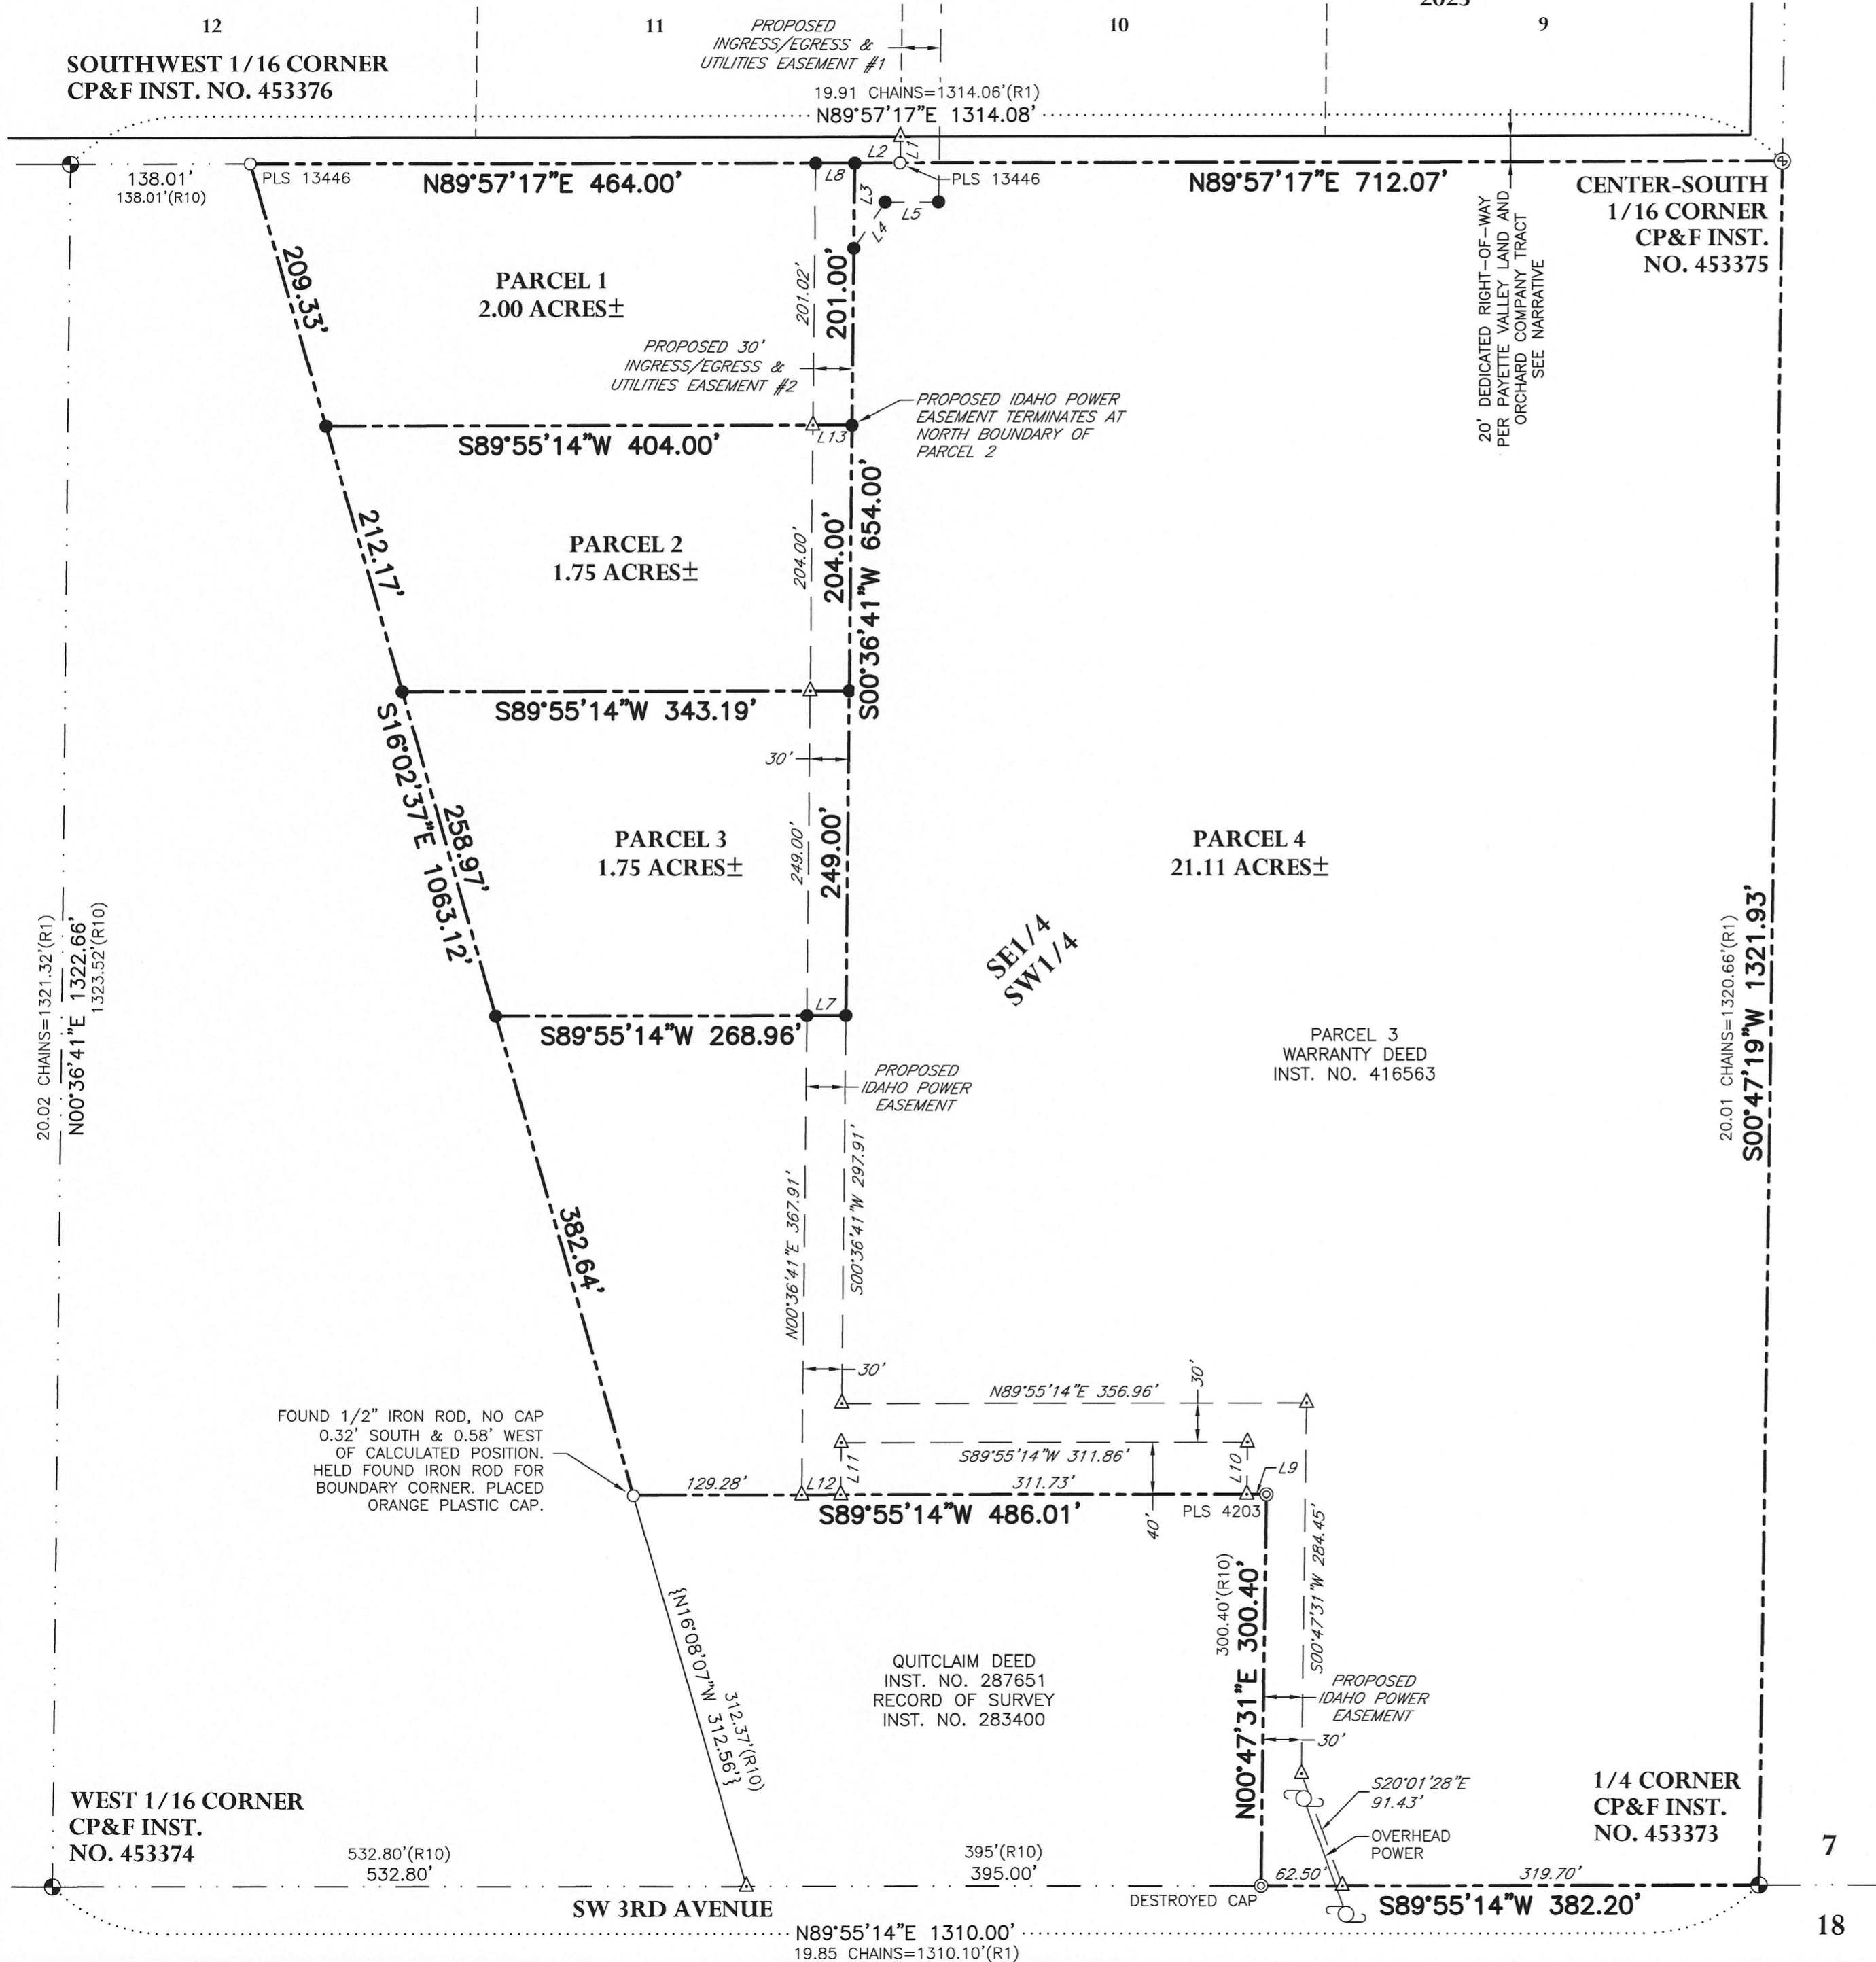 2023
12
11
10
9
PROPOSED
INGRESS/EGRESS &
UTILITIES EASEMENT #1
SOUTHWEST 1/16 CORNER
CP&F INST. NO. 453376
19.91 CHAINS=1314.06'(R1)
N89°57'17"E 1314.08'
138.01'
138.01'(R10)
PLS 13446
N89°57'17"E 464.00'
L8
L2
L1
L3
L4
L5
PLS 13446
N89°57'17"E 712.07'
CENTER-SOUTH
1/16 CORNER
CP&F INST.
NO. 453375
20' DEDICATED RIGHT-OF-WAY
PER PAYETTE VALLEY LAND AND
ORCHARD COMPANY TRACT
SEE NARRATIVE
209.33'
PARCEL 1
2.00 ACRES±
201.02'
201.00'
PROPOSED 30'
INGRESS/EGRESS &
UTILITIES EASEMENT #2
PROPOSED IDAHO POWER
EASEMENT TERMINATES AT
NORTH BOUNDARY OF
PARCEL 2
L13
S89°55'14"W 404.00'
212.17'
PARCEL 2
1.75 ACRES±
204.00'
204.00'
S00°36'41"W 654.00'
S89°55'14"W 343.19'
30'
S16°02'37"E 1063.12'
258.97'
PARCEL 3
1.75 ACRES±
249.00'
249.00'
PARCEL 4
21.11 ACRES±
SE1/4
SW1/4
20.02 CHAINS=1321.32'(R1)
N00°36'41"E 1322.66'
1323.52'(R10)
20.01 CHAINS=1320.66'(R1)
S00°47'19"W 1321.93'
L7
S89°55'14"W 268.96'
PARCEL 3
WARRANTY DEED
INST. NO. 416563
PROPOSED
IDAHO POWER
EASEMENT
382.64'
N00°36'41"E 367.91'
S00°36'41"W 297.91'
30'
N89°55'14"E 356.96'
30'
S89°55'14"W 311.86'
FOUND 1/2" IRON ROD, NO CAP
0.32' SOUTH & 0.58' WEST
OF CALCULATED POSITION.
HELD FOUND IRON ROD FOR
BOUNDARY CORNER. PLACED
ORANGE PLASTIC CAP.
129.28'
L12
L11
311.73'
L10
L9
S89°55'14"W 486.01'
40'
PLS 4203
300.40'(R10)
N00°47'31"E 300.40'
S00°47'31"W 284.45'
{N16°08'07"W 312.56'}
312.37'(R10)
QUITCLAIM DEED
INST. NO. 287651
RECORD OF SURVEY
INST. NO. 283400
PROPOSED
IDAHO POWER
EASEMENT
30'
S20°01'28"E
91.43'
OVERHEAD
POWER
1/4 CORNER
CP&F INST.
NO. 453373
WEST 1/16 CORNER
CP&F INST.
NO. 453374
532.80'(R10)
532.80'
395'(R10)
395.00'
62.50'
319.70'
7
DESTROYED CAP
SW 3RD AVENUE
S89°55'14"W 382.20'
18
N89°55'14"E 1310.00'
19.85 CHAINS=1310.10'(R1)